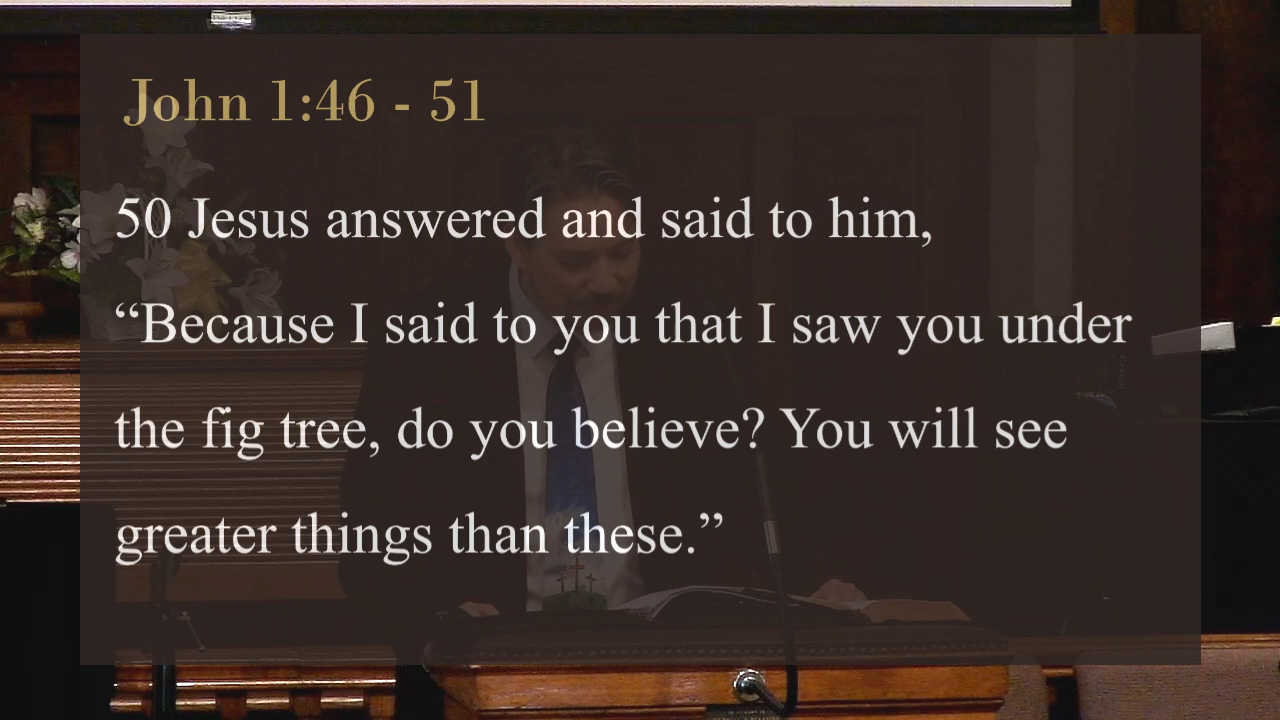 John 1:46 - 51
50 Jesus answered and said to him,
“Because I said to you that I saw you under
the fig tree, do you believe? You will see
greater things than these.”